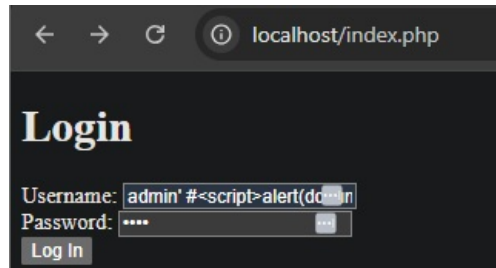 localhost/index.php
Login
Username: admin' #<script>alert(do
Password: ••••
Log In